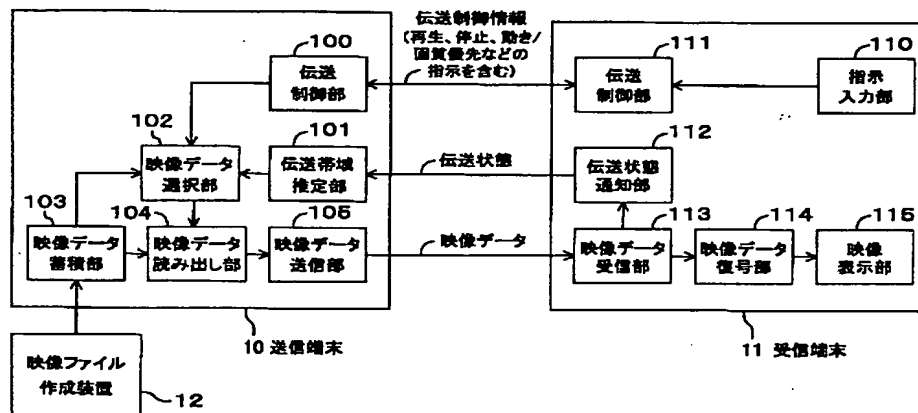 伝送制御情報
(再生、停止、動き/
画質優先などの
指示を含む)
100
伝送
制御部
111
伝送
制御部
110
指示
入力部
102
映像データ
選択部
101
伝送帯域
推定部
伝送状態
112
伝送状態
通知部
103
映像データ
蓄積部
104
映像データ
読み出し部
105
映像データ
送信部
映像データ
113
映像データ
受信部
114
映像データ
復号部
115
映像
表示部
10 送信端末
11 受信端末
映像ファイル
作成装置
12